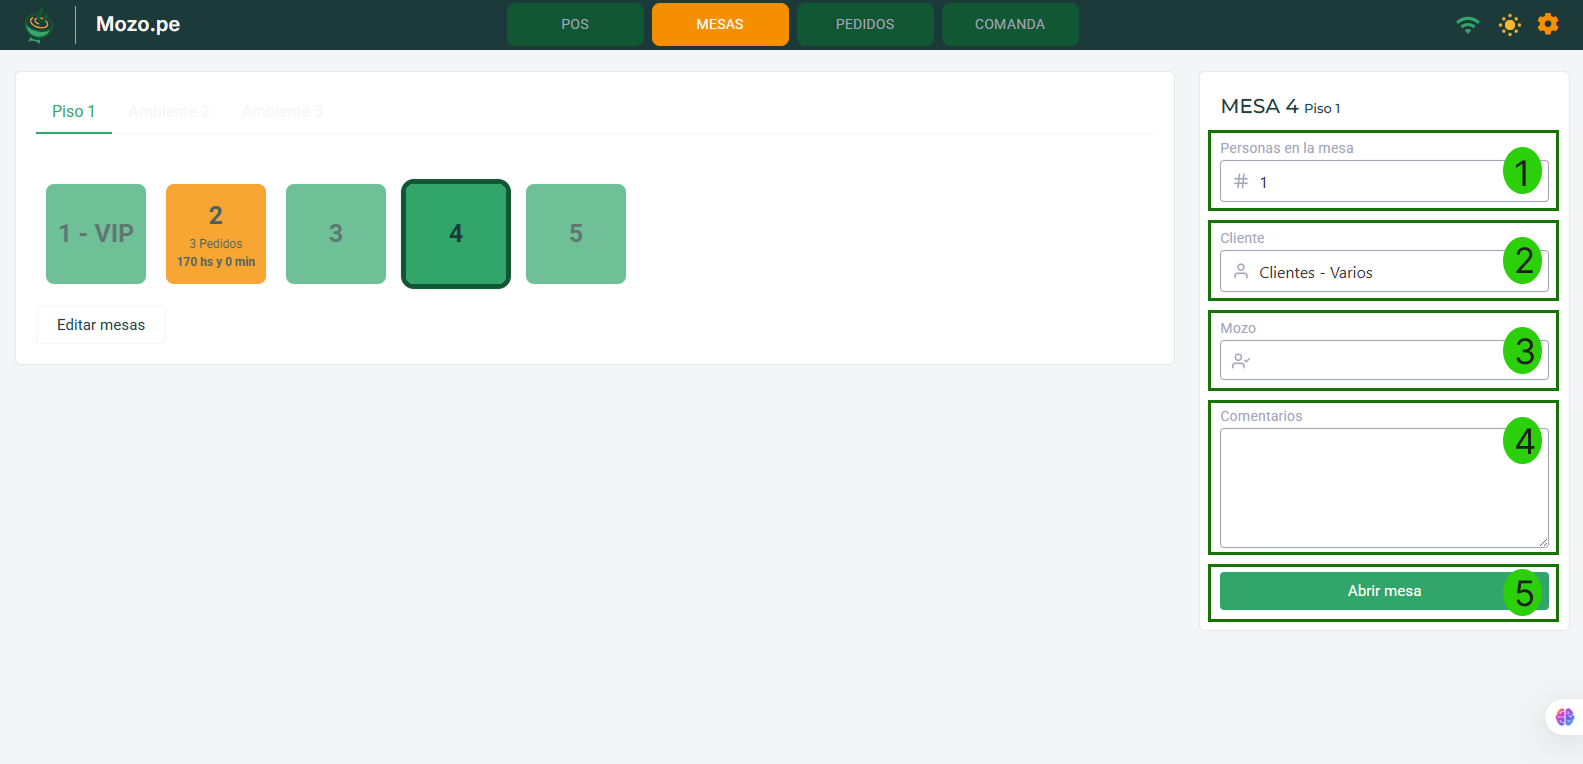 Mozo.pe
POS
MESAS
PEDIDOS
COMANDA
Piso 1
Ambiente 2
Ambiente 3
1 - VIP
2
3 Pedidos
170 hs y 0 min
3
4
5
Editar mesas
MESA 4 Piso 1
Personas en la mesa
# 1
1
Cliente
Clientes - Varios
2
Mozo
3
Comentarios
4
Abrir mesa
5